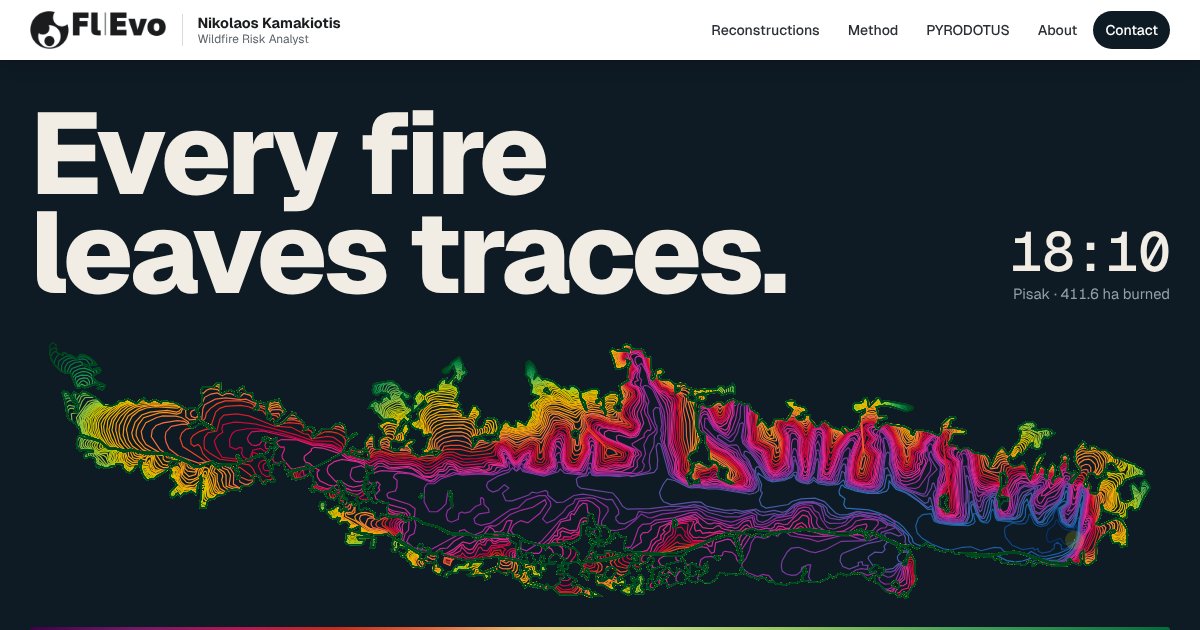 Fl|Evo
Nikolaos Kamakiotis
Wildfire Risk Analyst
Reconstructions
Method
PYRODOTUS
About
Contact
Every fire
leaves traces.
18:10
Pisak · 411.6 ha burned